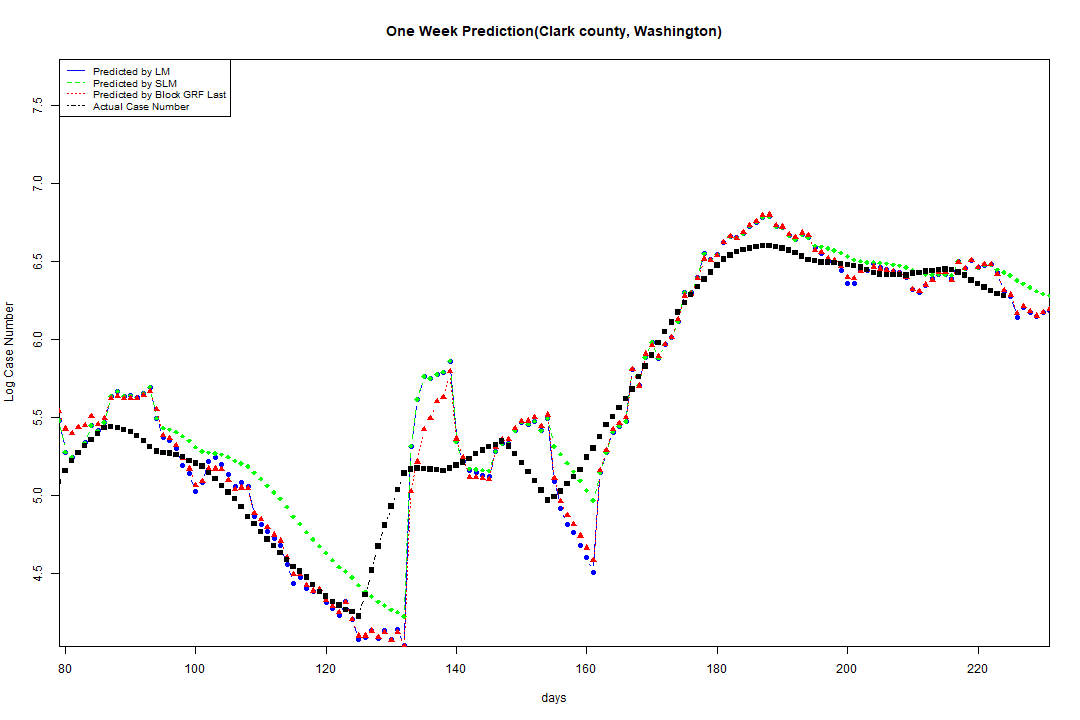 One Week Prediction(Clark county, Washington)
Predicted by LM
Predicted by SLM
Predicted by Block GRF Last
Actual Case Number
Log Case Number
7.5
7.0
6.5
6.0
5.5
5.0
4.5
80 100 120 140 160 180 200 220
days